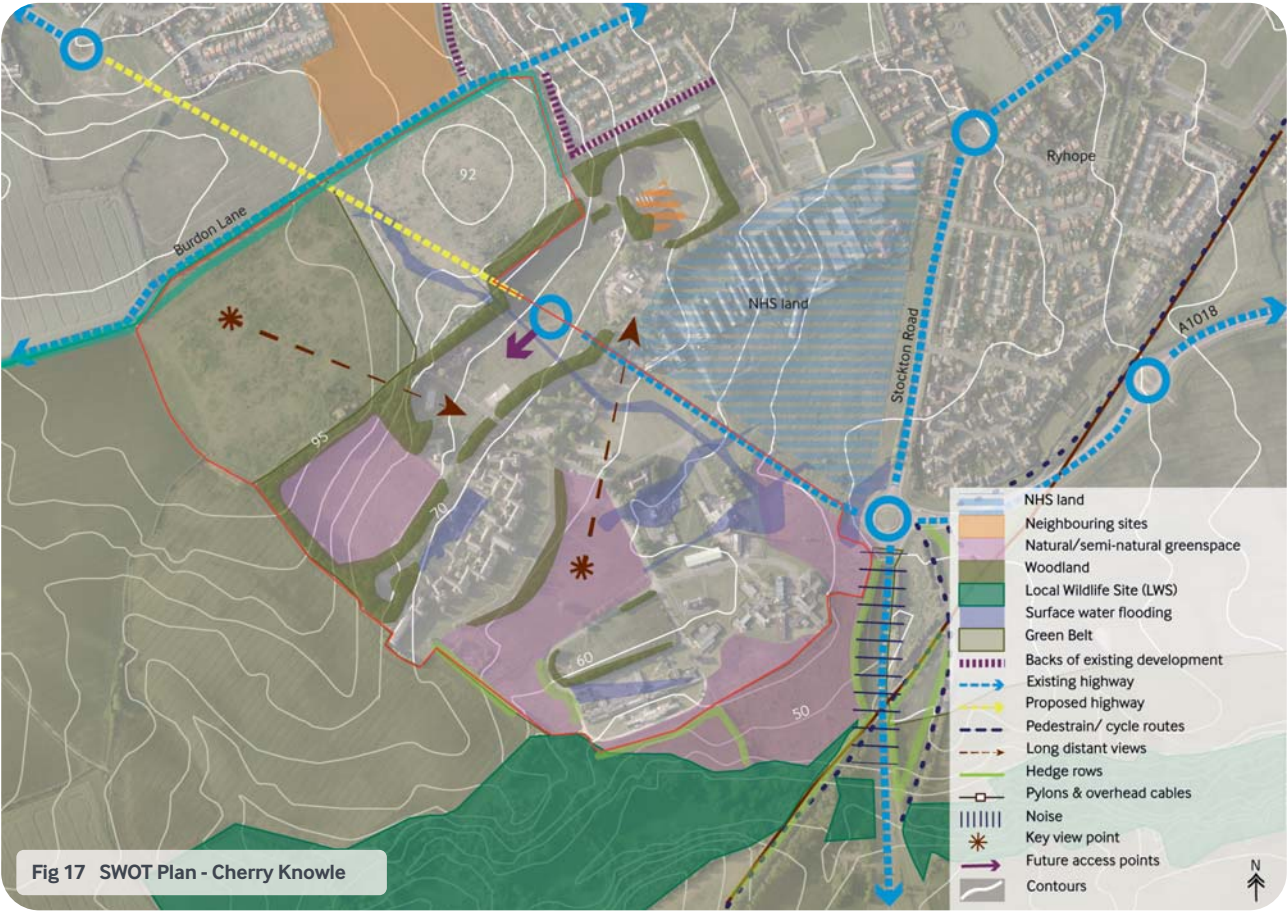 92
Burdon Lane
Ryhope
NHS land
A1018
Stockton Road
95
70
60
50
NHS land
Neighbouring sites
Natural/semi-natural greenspace
Woodland
Local Wildlife Site (LWS)
Surface water flooding
Green Belt
Backs of existing development
Existing highway
Proposed highway
Pedestrain/ cycle routes
Long distant views
Hedge rows
Pylons & overhead cables
Noise
Key view point
Future access points
Contours
N
Fig 17 SWOT Plan - Cherry Knowle